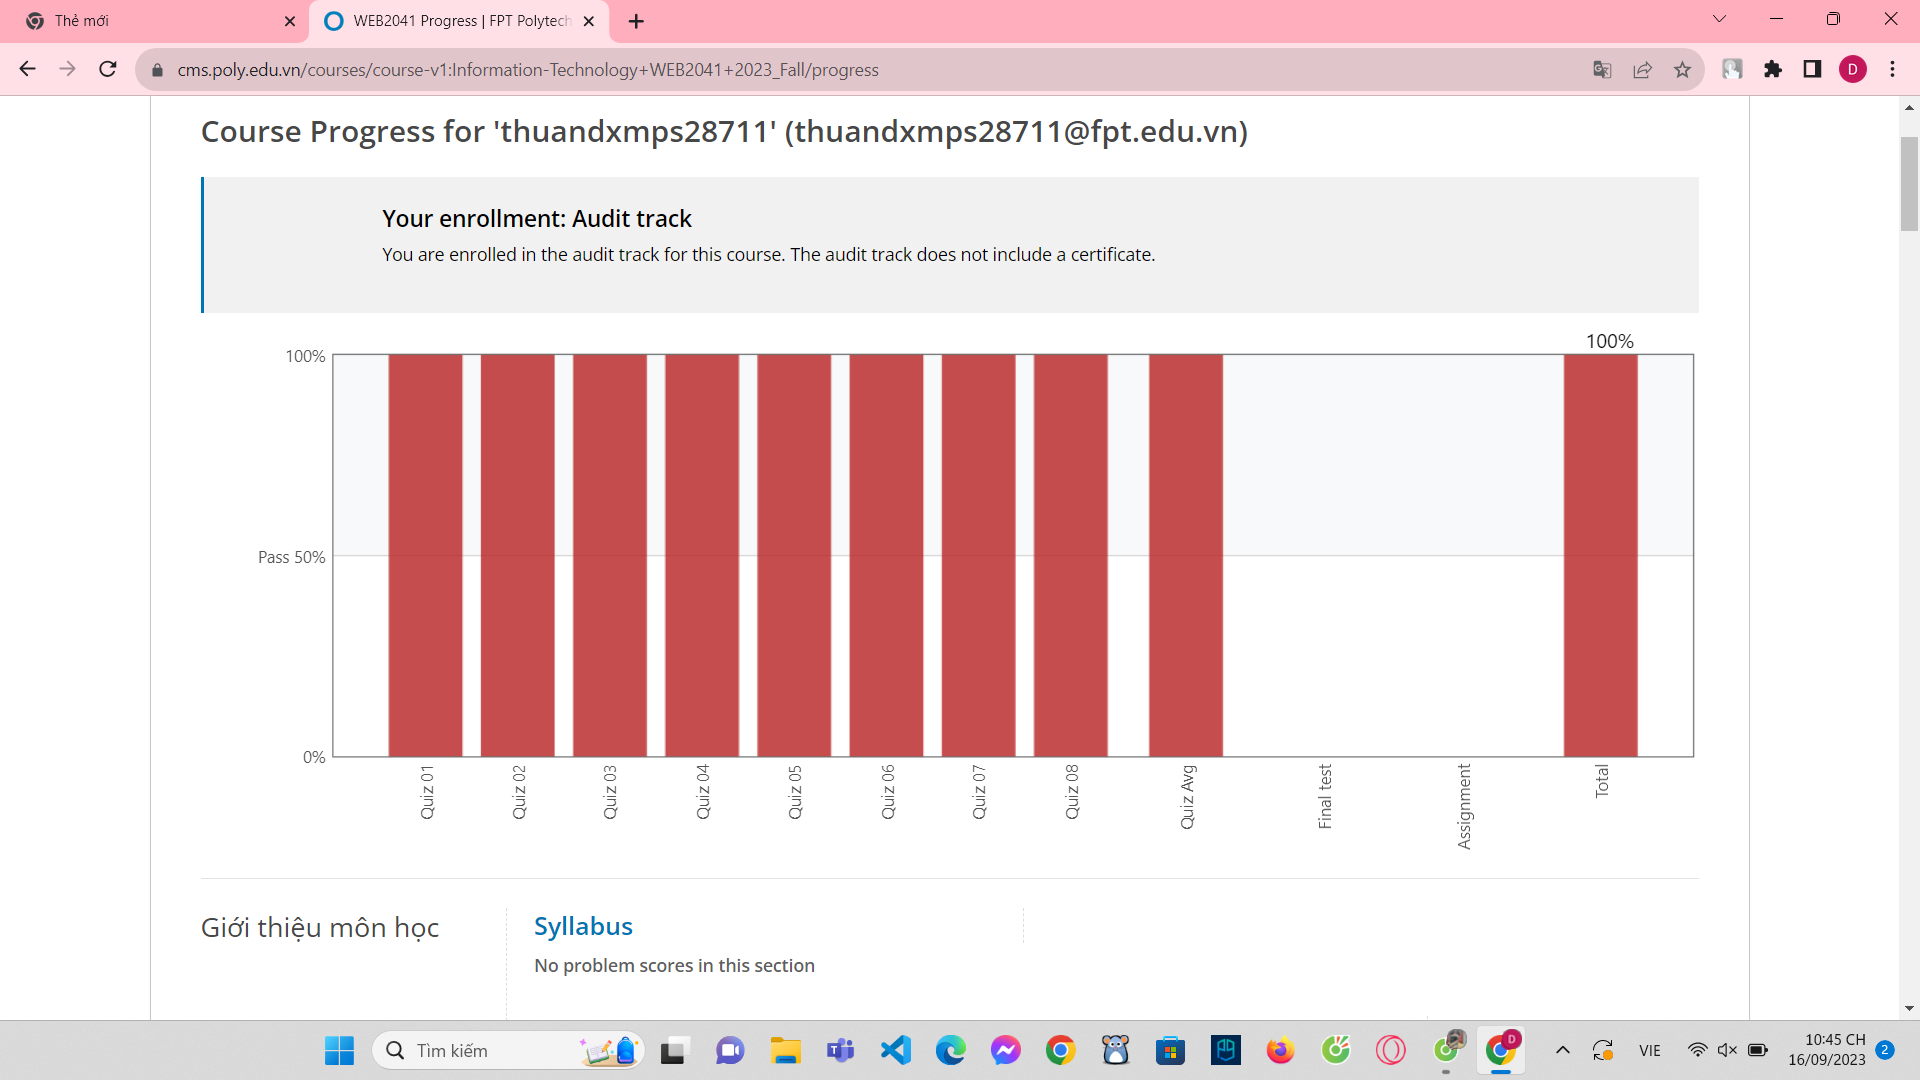 Thẻ mới
WEB2041 Progress | FPT Polytech
cms.poly.edu.vn/courses/course-v1:Information-Technology+WEB2041+2023_Fall/progress
D
Course Progress for 'thuandxmps28711' (thuandxmps28711@fpt.edu.vn)
Your enrollment: Audit track
You are enrolled in the audit track for this course. The audit track does not include a certificate.
100%
100%
Pass 50%
0%
Quiz 01
Quiz 02
Quiz 03
Quiz 04
Quiz 05
Quiz 06
Quiz 07
Quiz 08
Quiz Avg
Final test
Assignment
Total
Giới thiệu môn học
Syllabus
No problem scores in this section
Tìm kiếm
D
VIE
10:45 CH
16/09/2023
2